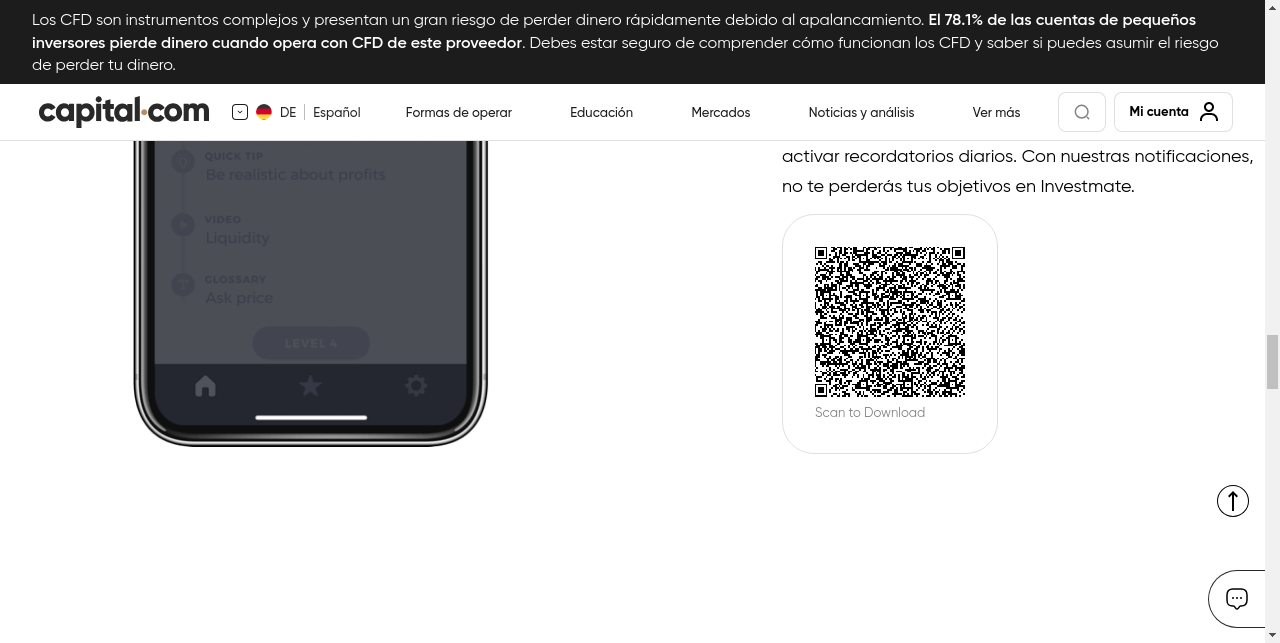 Los CFD son instrumentos complejos y presentan un gran riesgo de perder dinero rápidamente debido al apalancamiento. El 78.1% de las cuentas de pequeños
inversores pierde dinero cuando opera con CFD de este proveedor. Debes estar seguro de comprender cómo funcionan los CFD y saber si puedes asumir el riesgo
de perder tu dinero.
capital.com DE Español Formas de operar Educación Mercados Noticias y análisis Ver más Mi cuenta
activar recordatorios diarios. Con nuestras notificaciones,
no te perderás tus objetivos en Investmate.
QUICK TIP
Be realistic about profits
VIDEO
Liquidity
GLOSSARY
Ask price
LEVEL 4
Scan to Download